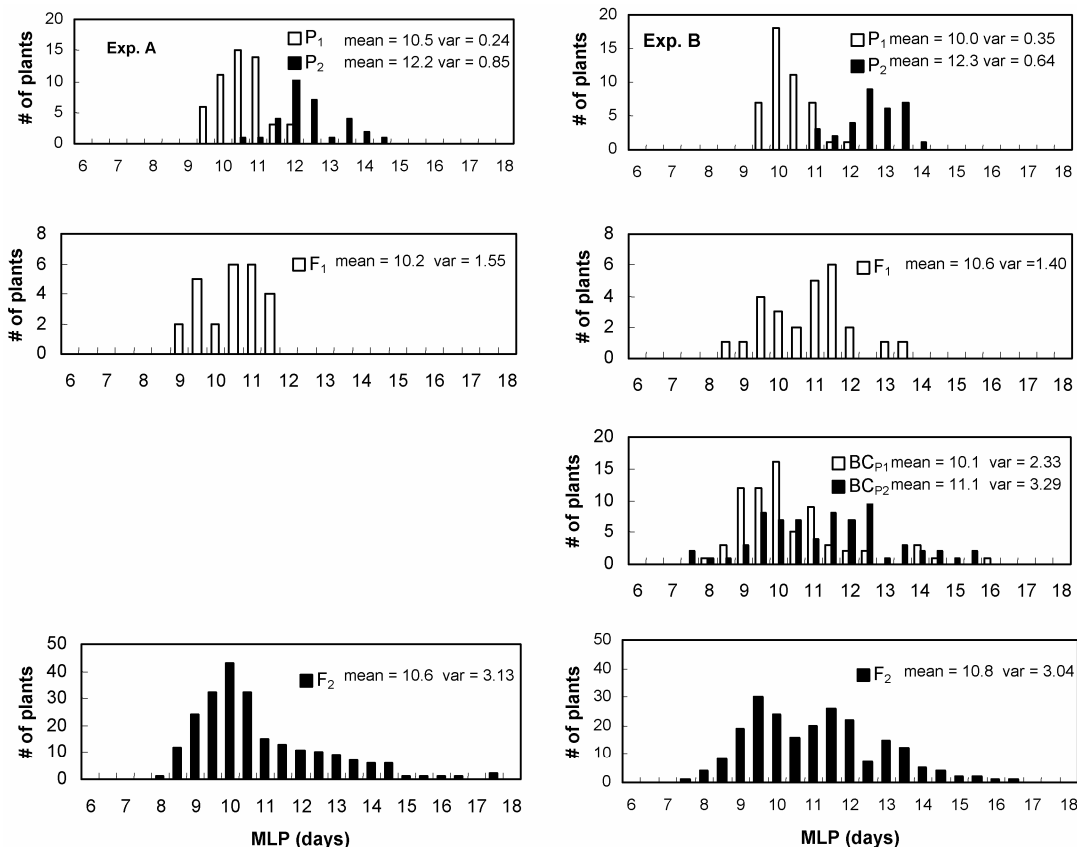 Exp. A
P1 mean = 10.5 var = 0.24
P2 mean = 12.2 var = 0.85
# of plants
20
15
10
5
0
6 7 8 9 10 11 12 13 14 15 16 17 18
Exp. B
P1 mean = 10.0 var = 0.35
P2 mean = 12.3 var = 0.64
# of plants
20
15
10
5
0
6 7 8 9 10 11 12 13 14 15 16 17 18
F1 mean = 10.2 var = 1.55
# of plants
8
6
4
2
0
6 7 8 9 10 11 12 13 14 15 16 17 18
F1 mean = 10.6 var =1.40
# of plants
8
6
4
2
0
6 7 8 9 10 11 12 13 14 15 16 17 18
BCP1 mean = 10.1 var = 2.33
BCP2 mean = 11.1 var = 3.29
# of plants
20
15
10
5
0
6 7 8 9 10 11 12 13 14 15 16 17 18
F2 mean = 10.6 var = 3.13
# of plants
50
40
30
20
10
0
6 7 8 9 10 11 12 13 14 15 16 17 18
MLP (days)
F2 mean = 10.8 var = 3.04
# of plants
50
40
30
20
10
0
6 7 8 9 10 11 12 13 14 15 16 17 18
MLP (days)